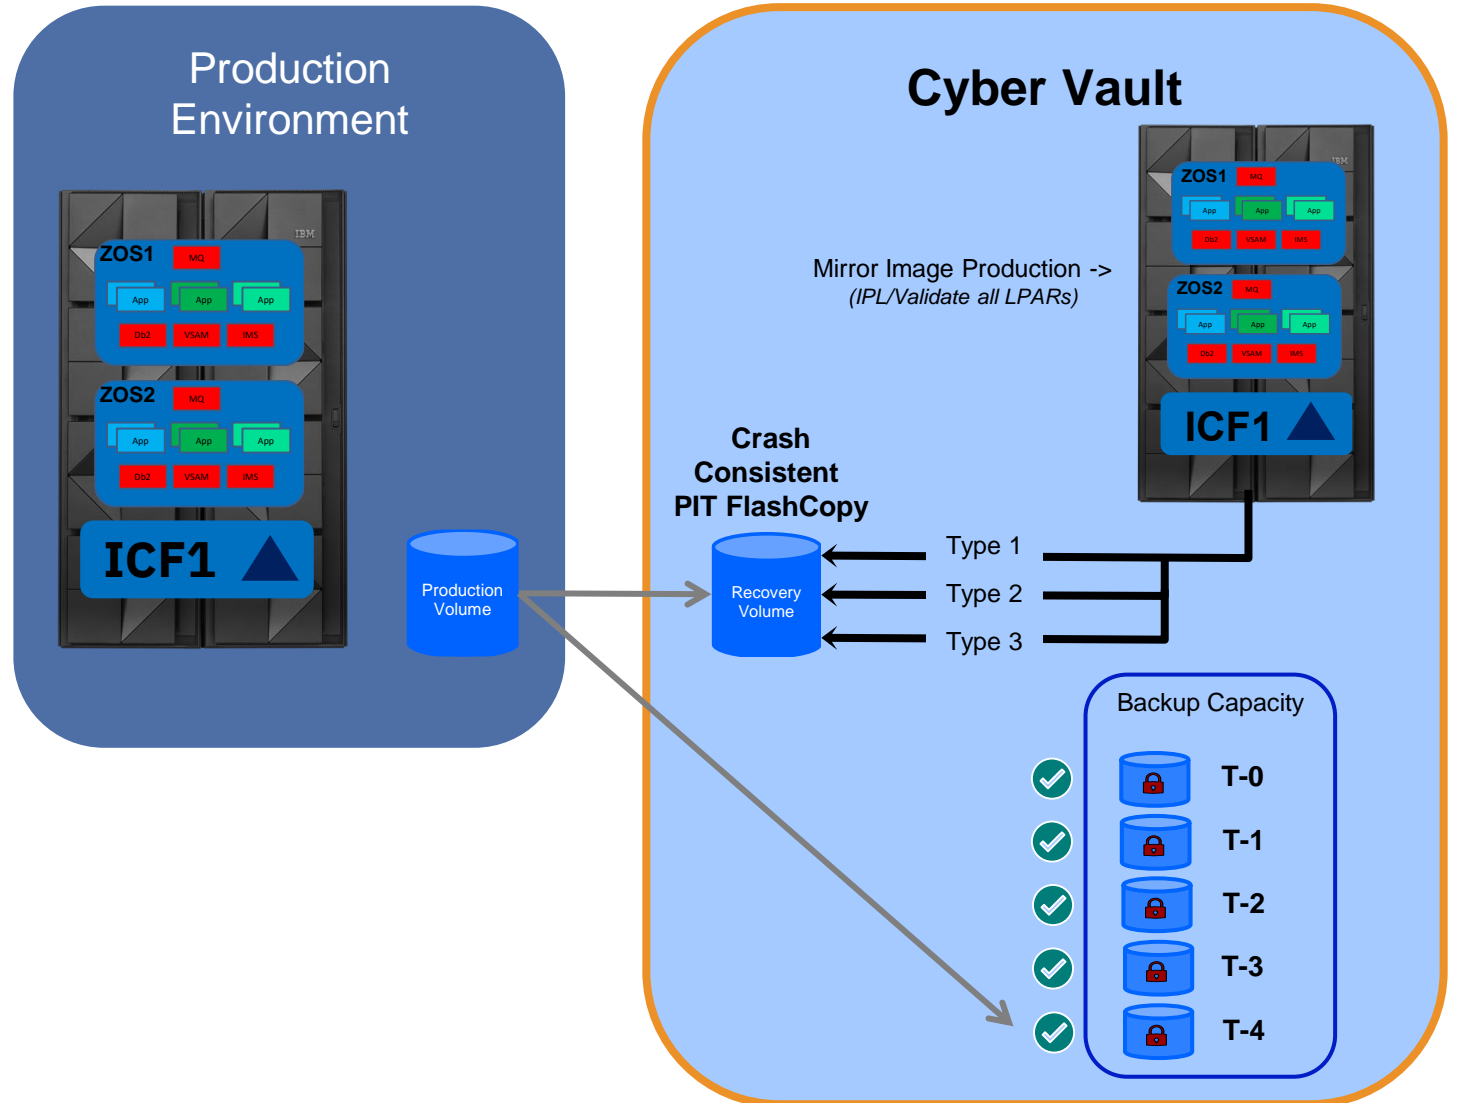 Production
Environment
IBM
ZOS1
MQ
App
App
App
Db2
VSAM
IMS
ZOS2
MQ
App
App
App
Db2
VSAM
IMS
ICF1
Production
Volume
Cyber Vault
IBM
ZOS1
MQ
App
App
App
Db2
VSAM
IMS
ZOS2
MQ
App
App
App
Db2
VSAM
IMS
ICF1
Mirror Image Production ->
(IPL/Validate all LPARs)
Crash
Consistent
PIT FlashCopy
Recovery
Volume
Type 1
Type 2
Type 3
Backup Capacity
T-0
T-1
T-2
T-3
T-4